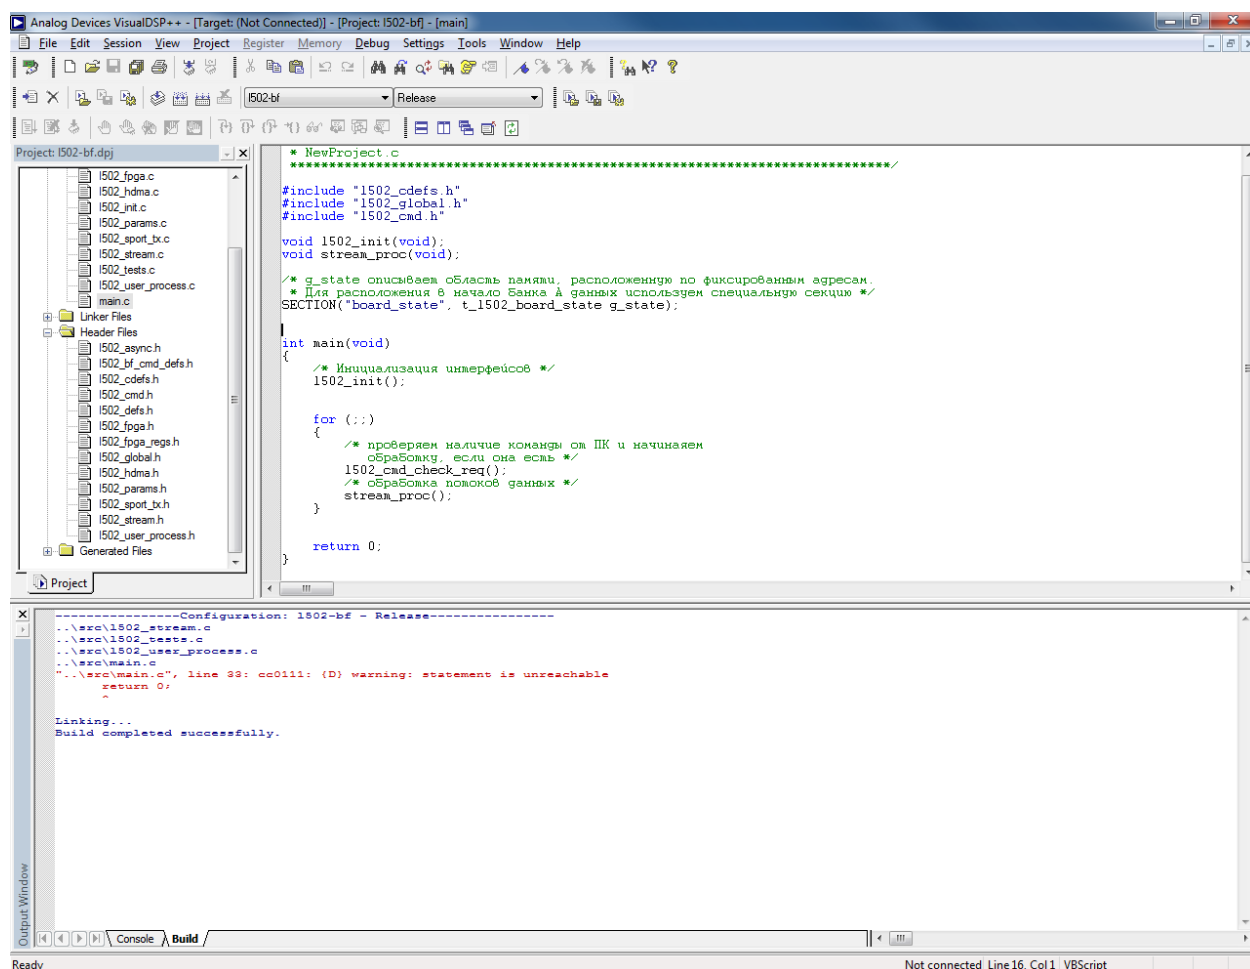 Analog Devices VisualDSP++ - [Target: (Not Connected)] - [Project: l502-bf] - [main]
File Edit Session View Project Register Memory Debug Settings Tools Window Help
l502-bf Release
Project: l502-bf.dpj
l502_fpga.c
l502_hdma.c
l502_init.c
l502_params.c
l502_sport_tx.c
l502_stream.c
l502_tests.c
l502_user_process.c
main.c
Linker Files
Header Files
l502_async.h
l502_bf_cmd_defs.h
l502_cdefs.h
l502_cmd.h
l502_defs.h
l502_fpga.h
l502_fpga_regs.h
l502_global.h
l502_hdma.h
l502_params.h
l502_sport_tx.h
l502_stream.h
l502_user_process.h
Generated Files
Project
* NewProject.c
*****************************************************************************/
#include "l502_cdefs.h"
#include "l502_global.h"
#include "l502_cmd.h"
void l502_init(void);
void stream_proc(void);
/* g_state описывает область памяти, расположенную по фиксированным адресам.
* Для расположения в начало Банка А данных используем специальную секцию */
SECTION("board_state", t_l502_board_state g_state);
int main(void)
{
/* Инициализация интерфейсов */
l502_init();
for (;;)
{
/* проверяем наличие команды от ПК и начинаяем
обработку, если она есть */
l502_cmd_check_req();
/* обработка потоков данных */
stream_proc();
}
return 0;
}
----------------Configuration: l502-bf - Release----------------
..\src\l502_stream.c
..\src\l502_tests.c
..\src\l502_user_process.c
..\src\main.c
"..\src\main.c", line 33: cc0111: {D} warning: statement is unreachable
return 0;
^
Linking...
Build completed successfully.
Output Window
Console Build
Ready
Not connected Line 16, Col 1 VBScript